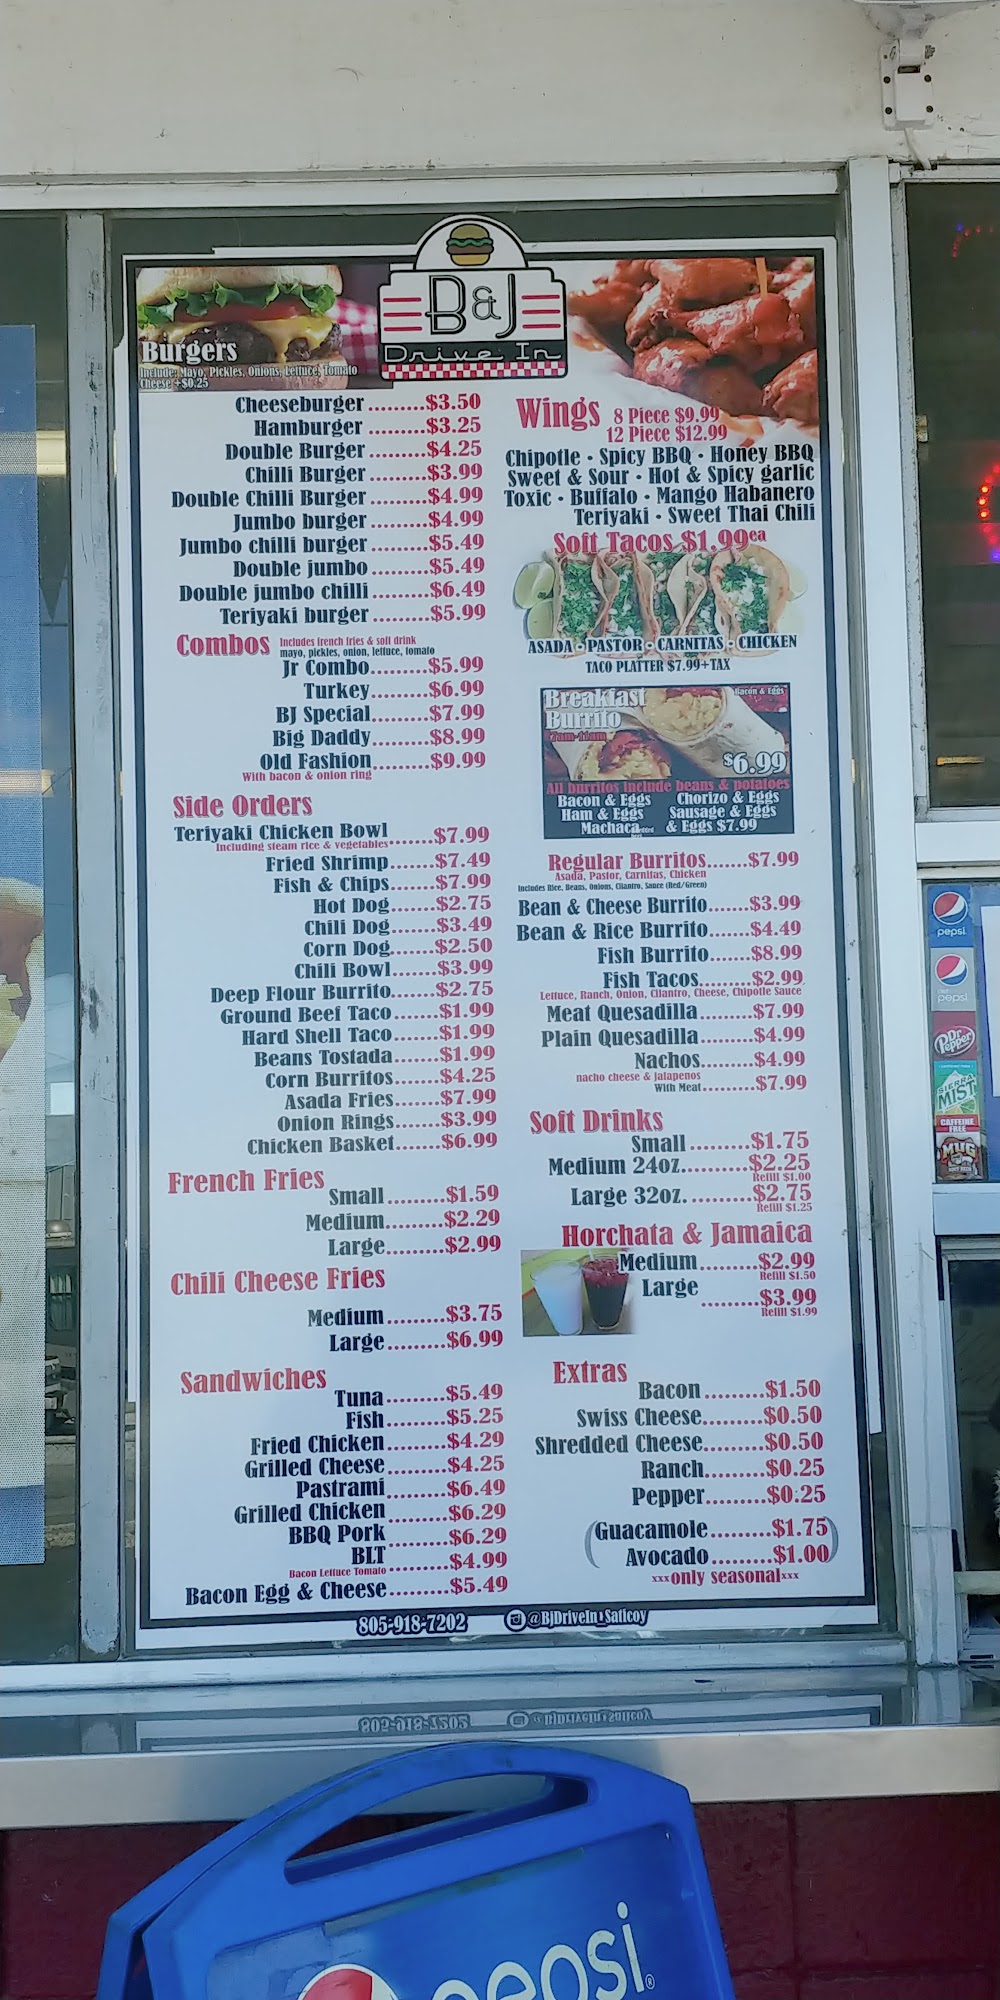 B&J
Drive In
Burgers
Include: Mayo, Pickles, Onions, Lettuce, Tomato
Cheese +$0.25
Cheeseburger.........$3.50
Hamburger.........$3.25
Double Burger.........$4.25
Chilli Burger.........$3.99
Double Chilli Burger.........$4.99
Jumbo burger.........$4.99
Jumbo chilli burger.........$5.49
Double jumbo.........$5.49
Double jumbo chilli.........$6.49
Teriyaki burger.........$5.99
Combos Includes french fries & soft drink
mayo, pickles, onion, lettuce, tomato
Jr Combo.........$5.99
Turkey.........$6.99
BJ Special.........$7.99
Big Daddy.........$8.99
Old Fashion.........$9.99
With bacon & onion ring
Side Orders
Teriyaki Chicken Bowl.......$7.99
Including steam rice & vegetables
Fried Shrimp.......$7.49
Fish & Chips.......$7.99
Hot Dog.......$2.75
Chili Dog.......$3.49
Corn Dog.......$2.50
Chili Bowl.......$3.99
Deep Flour Burrito.......$2.75
Ground Beef Taco.......$1.99
Hard Shell Taco.......$1.99
Beans Tostada.......$1.99
Corn Burritos.......$4.25
Asada Fries.......$7.99
Onion Rings.......$3.99
Chicken Basket.......$6.99
French Fries
Small.........$1.59
Medium.........$2.29
Large.........$2.99
Chili Cheese Fries
Medium.........$3.75
Large.........$6.99
Sandwiches
Tuna.........$5.49
Fish.........$5.25
Fried Chicken.........$4.29
Grilled Cheese.........$4.25
Pastrami.........$6.49
Grilled Chicken.........$6.29
BBQ Pork.........$6.29
BLT.........$4.99
Bacon Lettuce Tomato
Bacon Egg & Cheese.........$5.49
Wings 8 Piece $9.99
12 Piece $12.99
Chipotle • Spicy BBQ • Honey BBQ
Sweet & Sour • Hot & Spicy garlic
Toxic • Buffalo • Mango Habanero
Teriyaki • Sweet Thai Chili
Soft Tacos $1.99ea
ASADA • PASTOR • CARNITAS • CHICKEN
TACO PLATTER $7.99+TAX
Breakfast
Burrito
Bacon & Eggs
7am-11am
$6.99
All burritos include beans & potatoes
Bacon & Eggs Chorizo & Eggs
Ham & Eggs Sausage & Eggs
Machaca & Eggs $7.99
Regular Burritos.......$7.99
Asada, Pastor, Carnitas, Chicken
Includes Rice, Beans, Onions, Cilantro, Sauce (Red/Green)
Bean & Cheese Burrito.......$3.99
Bean & Rice Burrito.......$4.49
Fish Burrito.......$8.99
Fish Tacos.........$2.99
Lettuce, Ranch, Onion, Cilantro, Cheese, Chipotle Sauce
Meat Quesadilla.........$7.99
Plain Quesadilla.........$4.99
Nachos.........$4.99
nacho cheese & jalapenos
With Meat.........$7.99
Soft Drinks
Small.........$1.75
Medium 24oz..........$2.25
Refill $1.00
Large 32oz..........$2.75
Refill $1.25
Horchata & Jamaica
Medium.........$2.99
Refill $1.50
Large.........$3.99
Refill $1.99
Extras
Bacon.........$1.50
Swiss Cheese.........$0.50
Shredded Cheese.........$0.50
Ranch.........$0.25
Pepper.........$0.25
(Guacamole.........$1.75)
Avocado.........$1.00
xxxonly seasonalxxx
805-918-7202 @BJDriveIn_Saticoy
pepsi
pepsi
Dr Pepper
SIERRA
MIST
CAFFEINE
FREE
MUG
pepsi